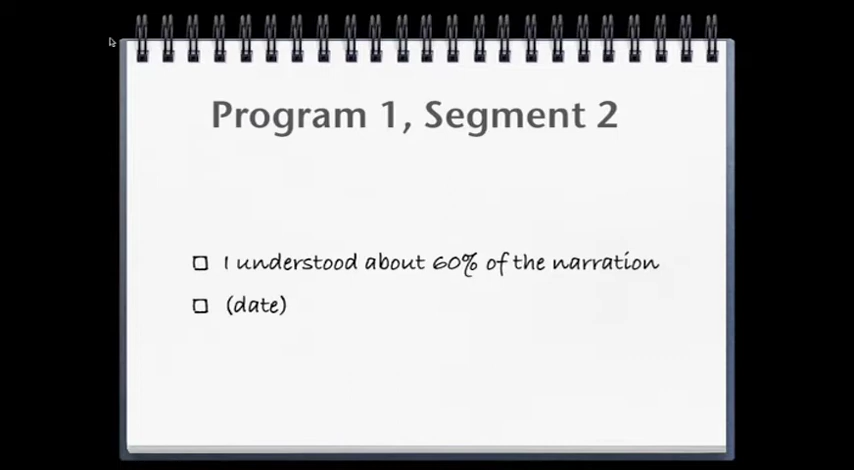 Program 1, Segment 2
I understood about 60% of the narration
(date)